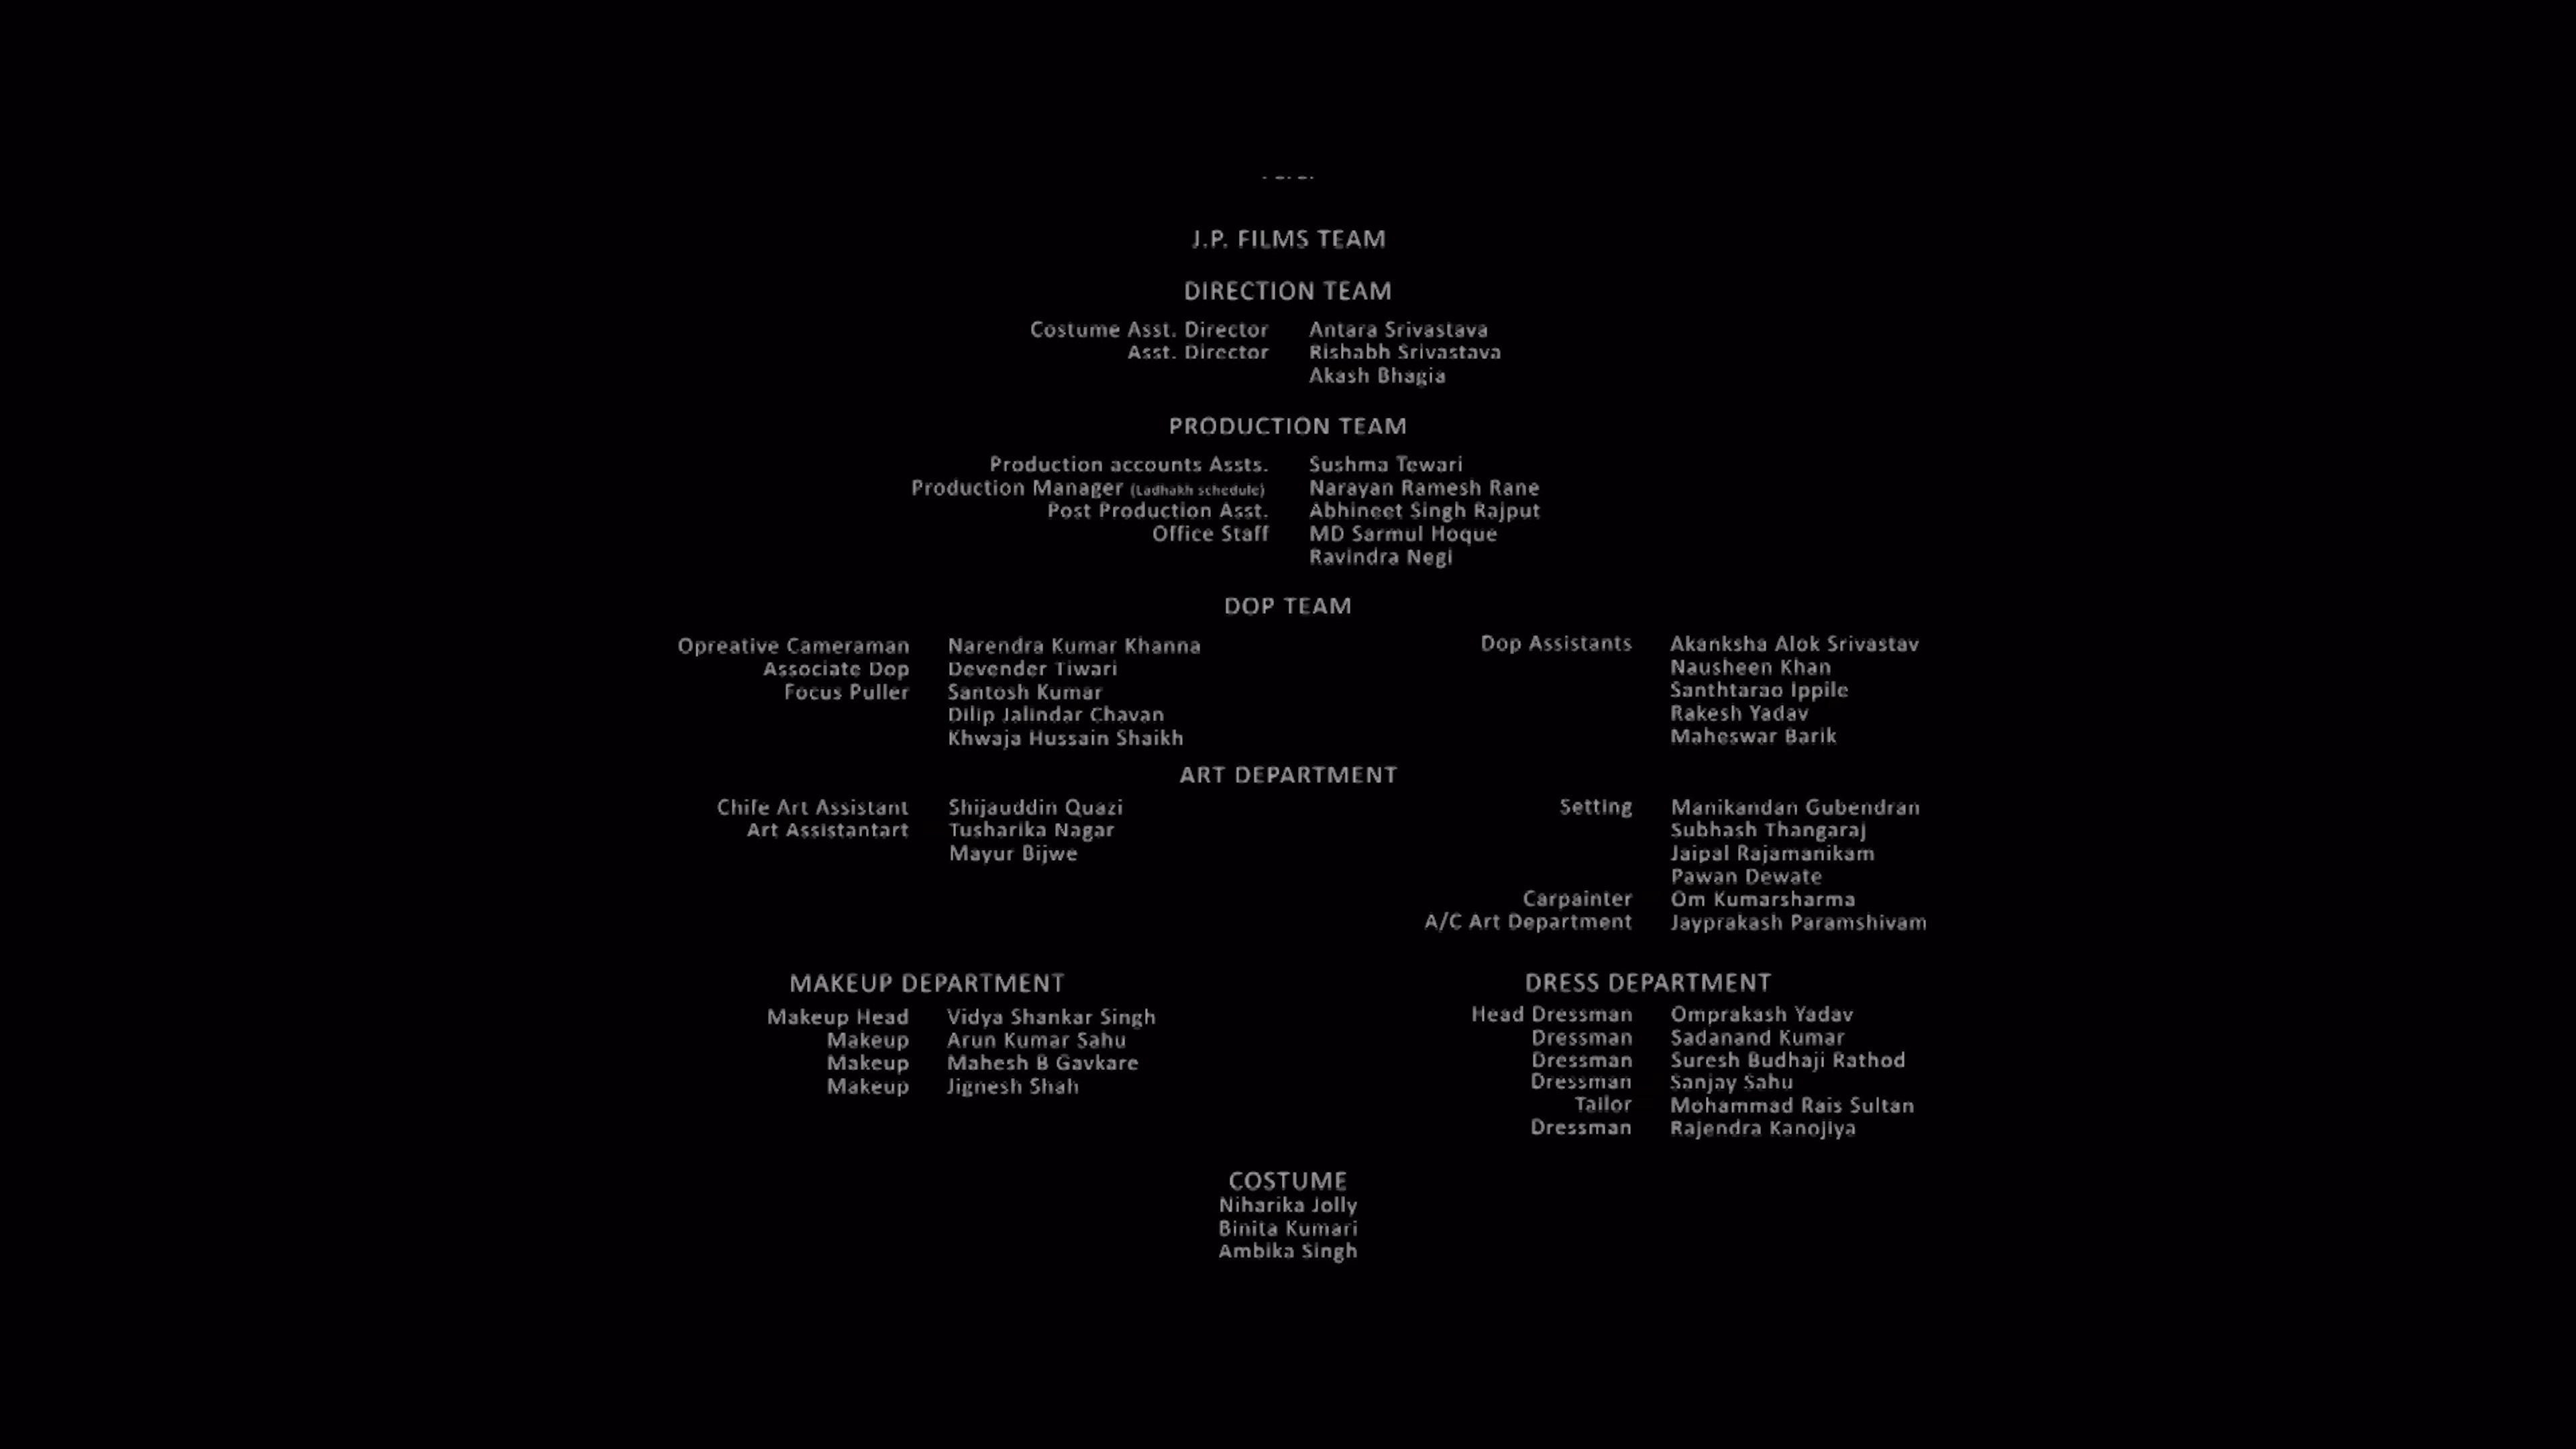 J.P. FILMS TEAM
DIRECTION TEAM
Costume Asst. Director Antara Srivastava
Asst. Director Rishabh Srivastava
Akash Bhagia
PRODUCTION TEAM
Production accounts Assts. Sushma Tewari
Production Manager (Ladhakh schedule) Narayan Ramesh Rane
Post Production Asst. Abhineet Singh Rajput
Office Staff MD Sarmul Hoque
Ravindra Negi
DOP TEAM
Opreative Cameraman Narendra Kumar Khanna
Associate Dop Devender Tiwari
Focus Puller Santosh Kumar
Dilip Jalindar Chavan
Khwaja Hussain Shaikh
Dop Assistants Akanksha Alok Srivastav
Nausheen Khan
Santhtarao Ippile
Rakesh Yadav
Maheswar Barik
ART DEPARTMENT
Chife Art Assistant Shijauddin Quazi
Art Assistantart Tusharika Nagar
Mayur Bijwe
Setting Manikandan Gubendran
Subhash Thangaraj
Jaipal Rajamanikam
Pawan Dewate
Carpainter Om Kumarsharma
A/C Art Department Jayprakash Paramshivam
MAKEUP DEPARTMENT
Makeup Head Vidya Shankar Singh
Makeup Arun Kumar Sahu
Makeup Mahesh B Gavkare
Makeup Jignesh Shah
DRESS DEPARTMENT
Head Dressman Omprakash Yadav
Dressman Sadanand Kumar
Dressman Suresh Budhaji Rathod
Dressman Sanjay Sahu
Tailor Mohammad Rais Sultan
Dressman Rajendra Kanojiya
COSTUME
Niharika Jolly
Binita Kumari
Ambika Singh